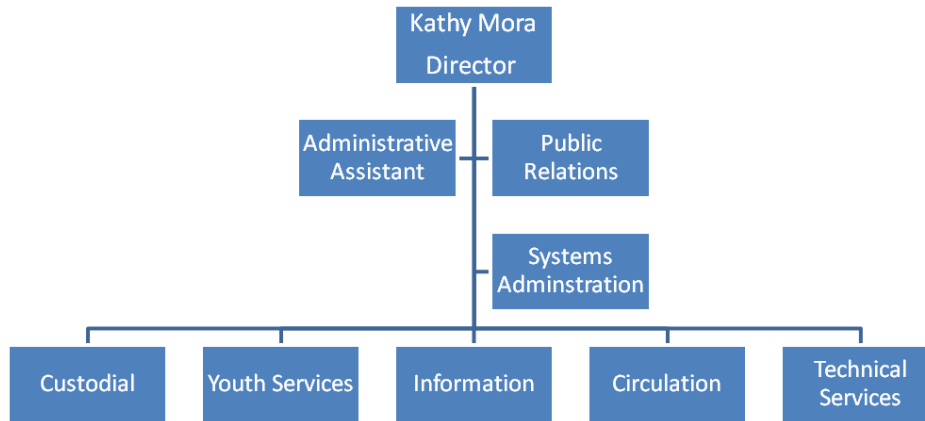 Kathy Mora
Director
Administrative
Assistant
Public
Relations
Systems
Adminstration
Custodial
Youth Services
Information
Circulation
Technical
Services